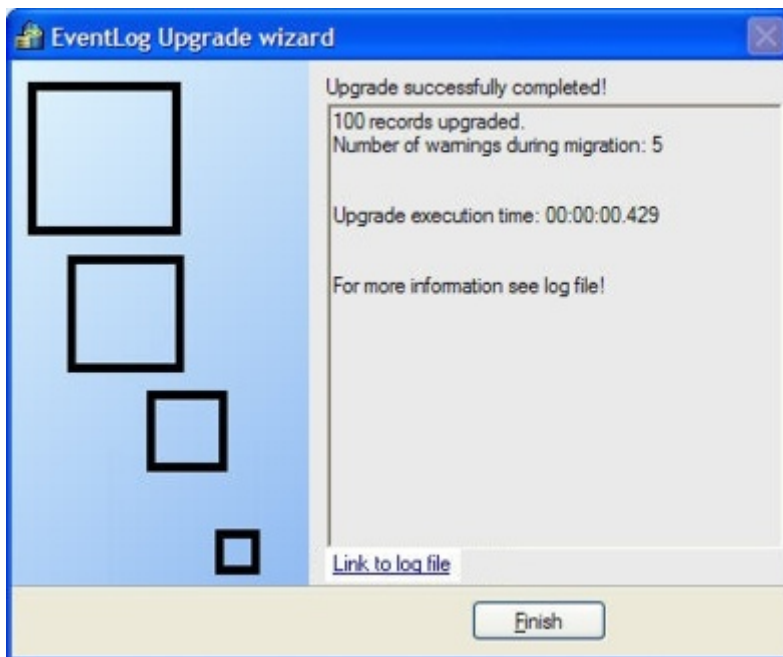 EventLog Upgrade wizard
Upgrade successfully completed!
100 records upgraded.
Number of warnings during migration: 5
Upgrade execution time: 00:00:00.429
For more information see log file!
Link to log file
Finish